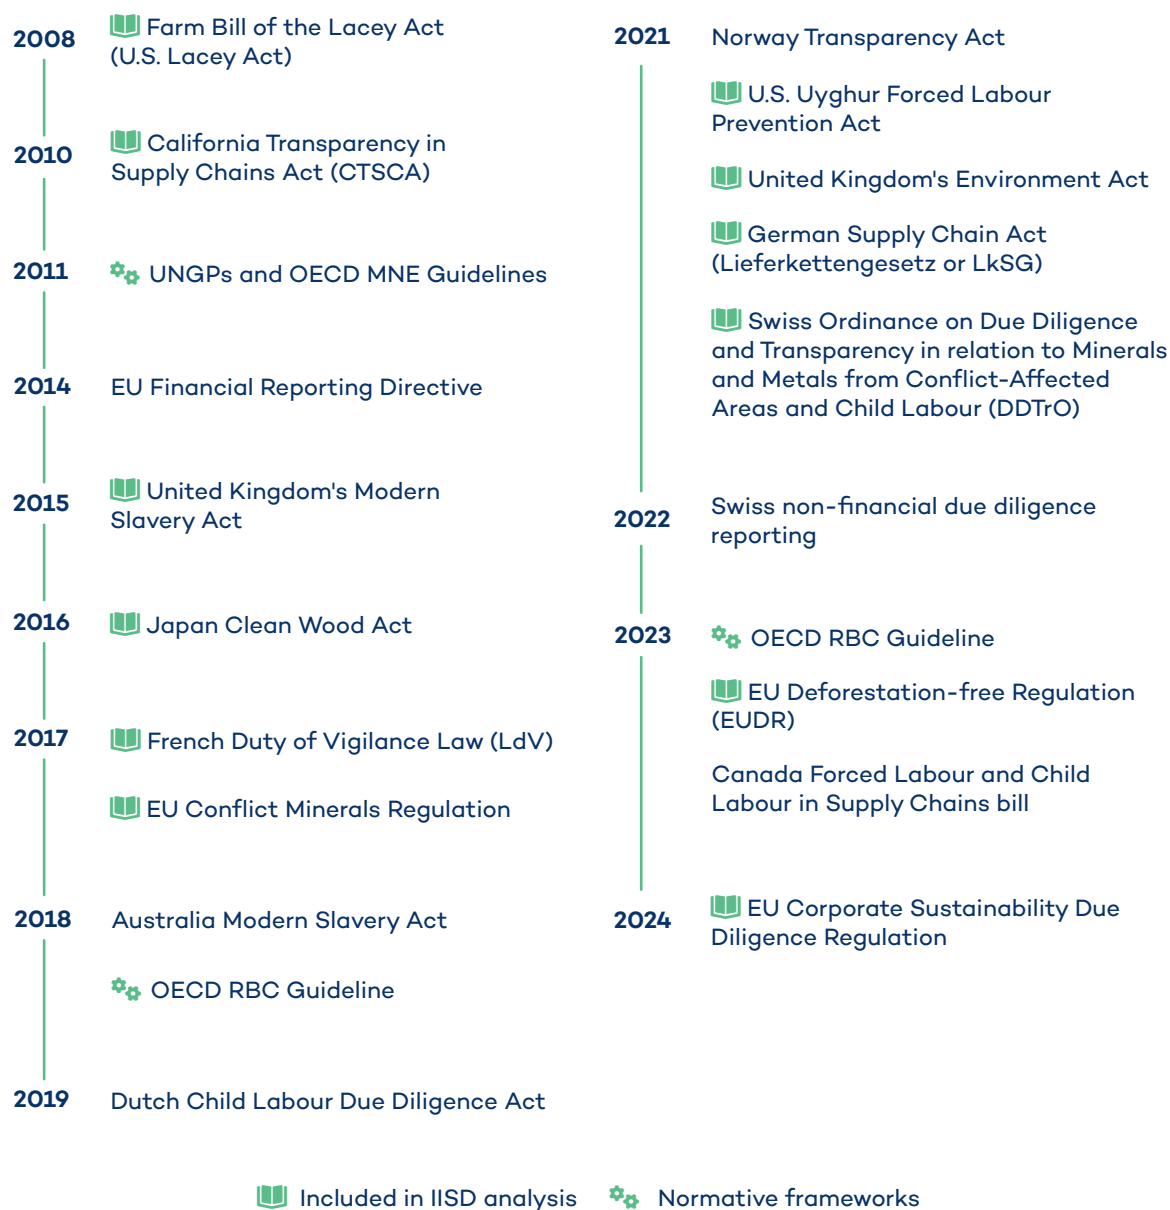 2008
Farm Bill of the Lacey Act
(U.S. Lacey Act)
2010
California Transparency in
Supply Chains Act (CTSCA)
2011
UNGPs and OECD MNE Guidelines
2014
EU Financial Reporting Directive
2015
United Kingdom's Modern
Slavery Act
2016
Japan Clean Wood Act
2017
French Duty of Vigilance Law (LdV)
EU Conflict Minerals Regulation
2018
Australia Modern Slavery Act
OECD RBC Guideline
2019
Dutch Child Labour Due Diligence Act
2021
Norway Transparency Act
U.S. Uyghur Forced Labour
Prevention Act
United Kingdom's Environment Act
German Supply Chain Act
(Lieferkettengesetz or LkSG)
Swiss Ordinance on Due Diligence
and Transparency in relation to Minerals
and Metals from Conflict-Affected
Areas and Child Labour (DDTrO)
2022
Swiss non-financial due diligence
reporting
2023
OECD RBC Guideline
EU Deforestation-free Regulation
(EUDR)
Canada Forced Labour and Child
Labour in Supply Chains bill
2024
EU Corporate Sustainability Due
Diligence Regulation
Included in IISD analysis
Normative frameworks